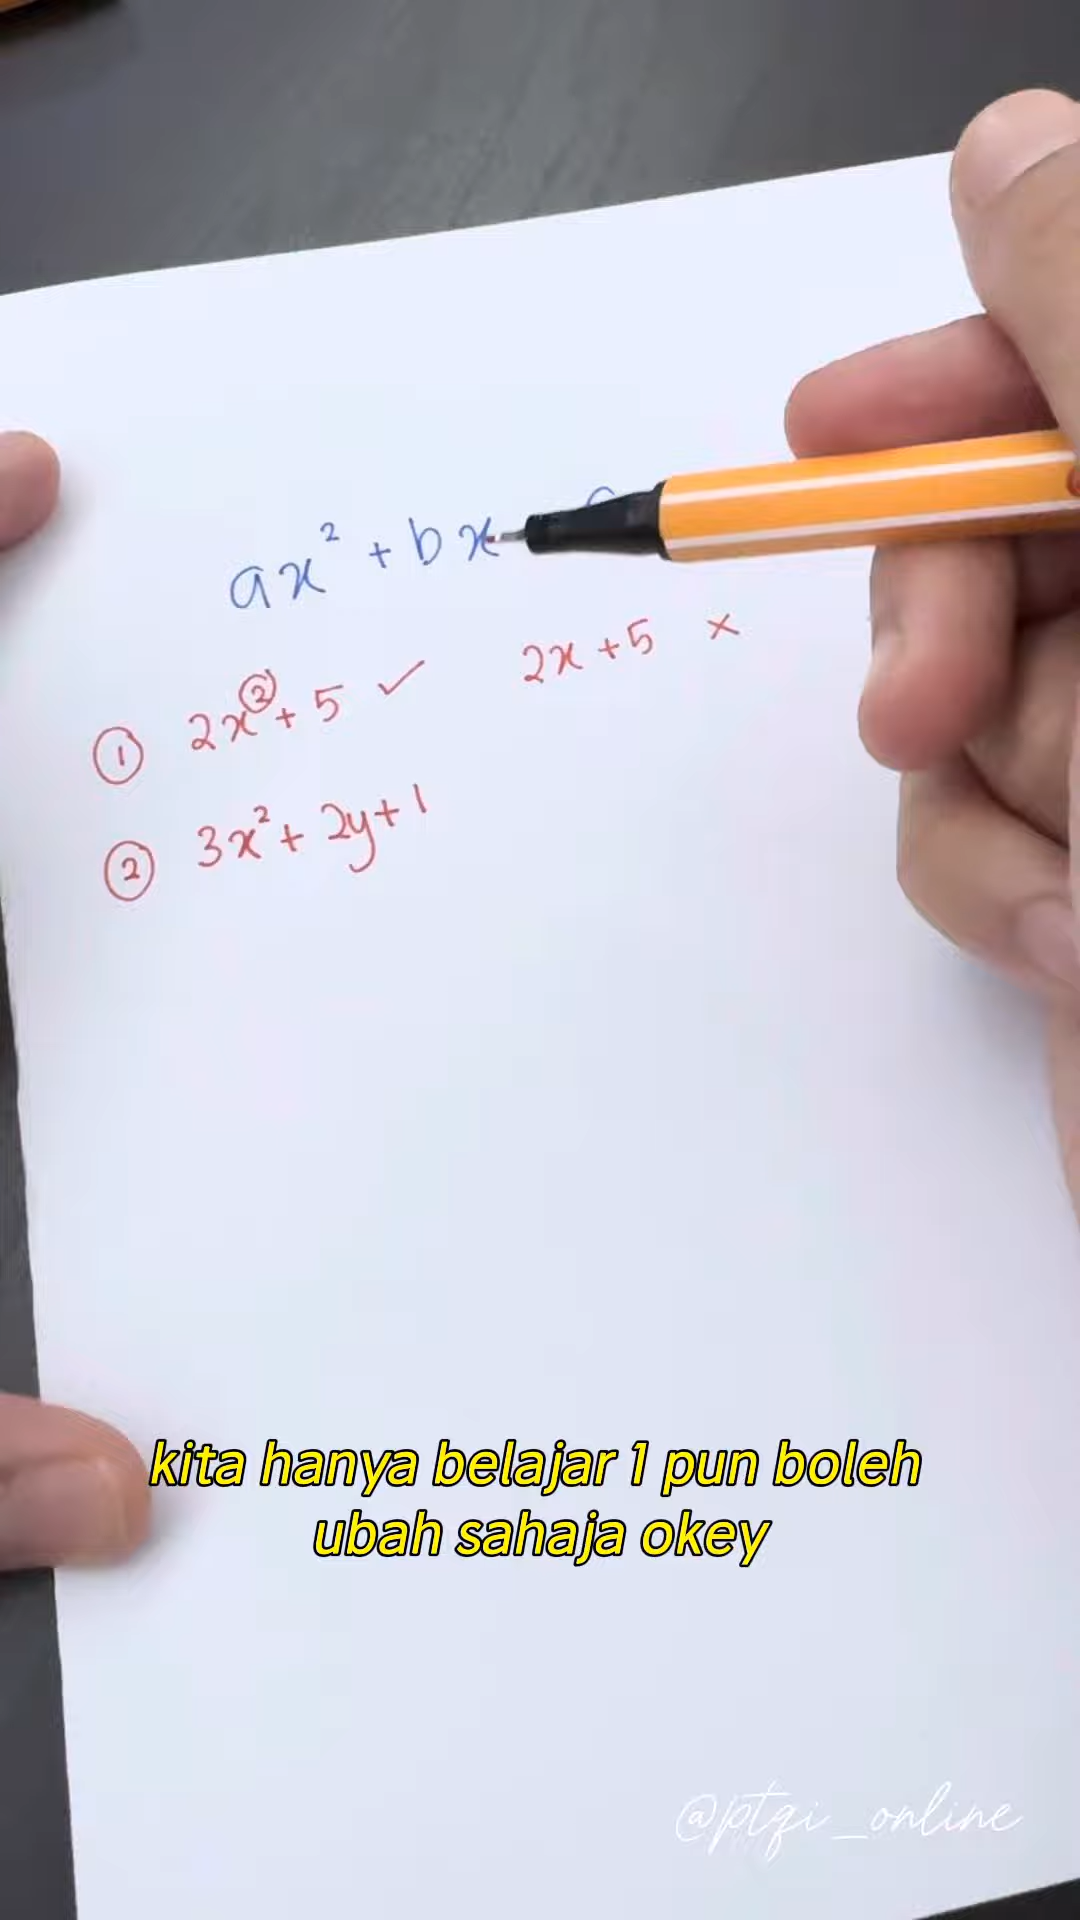 ax² + bx
① 2x² + 5 ✓ 2x + 5 ×
② 3x² + 2y + 1
kita hanya belajar 1 pun boleh
ubah sahaja okey
@ptqi_online